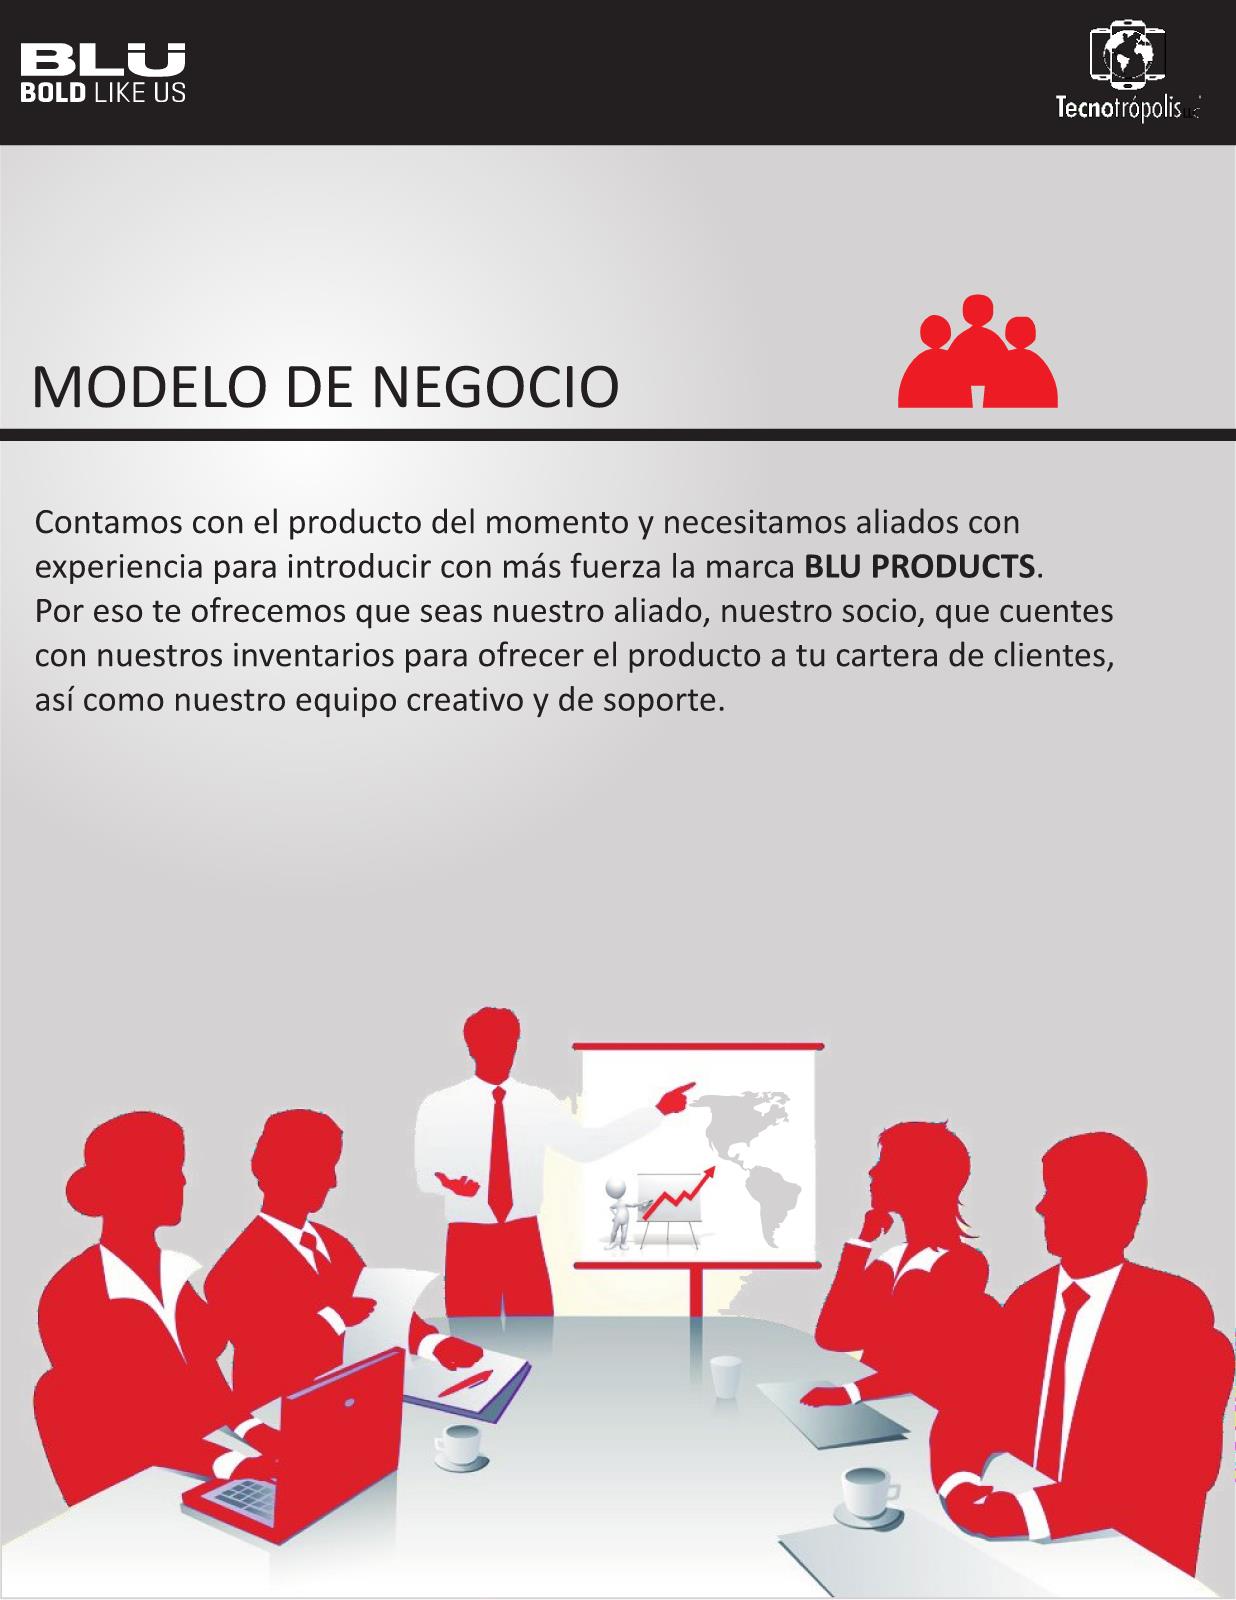 BLU
BOLD LIKE US
Tecnotrópolis
MODELO DE NEGOCIO
Contamos con el producto del momento y necesitamos aliados con
experiencia para introducir con más fuerza la marca BLU PRODUCTS.
Por eso te ofrecemos que seas nuestro aliado, nuestro socio, que cuentes
con nuestros inventarios para ofrecer el producto a tu cartera de clientes,
así como nuestro equipo creativo y de soporte.